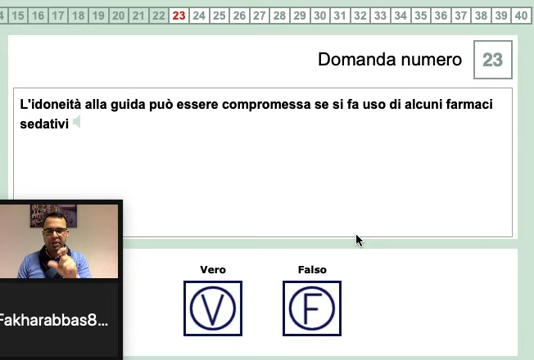 15 16 17 18 19 20 21 22 23 24 25 26 27 28 29 30 31 32 33 34 35 36 37 38 39 40
Domanda numero 23
L'idoneità alla guida può essere compromessa se si fa uso di alcuni farmaci
sedativi
Fakharabbas8...
Vero Falso
V F